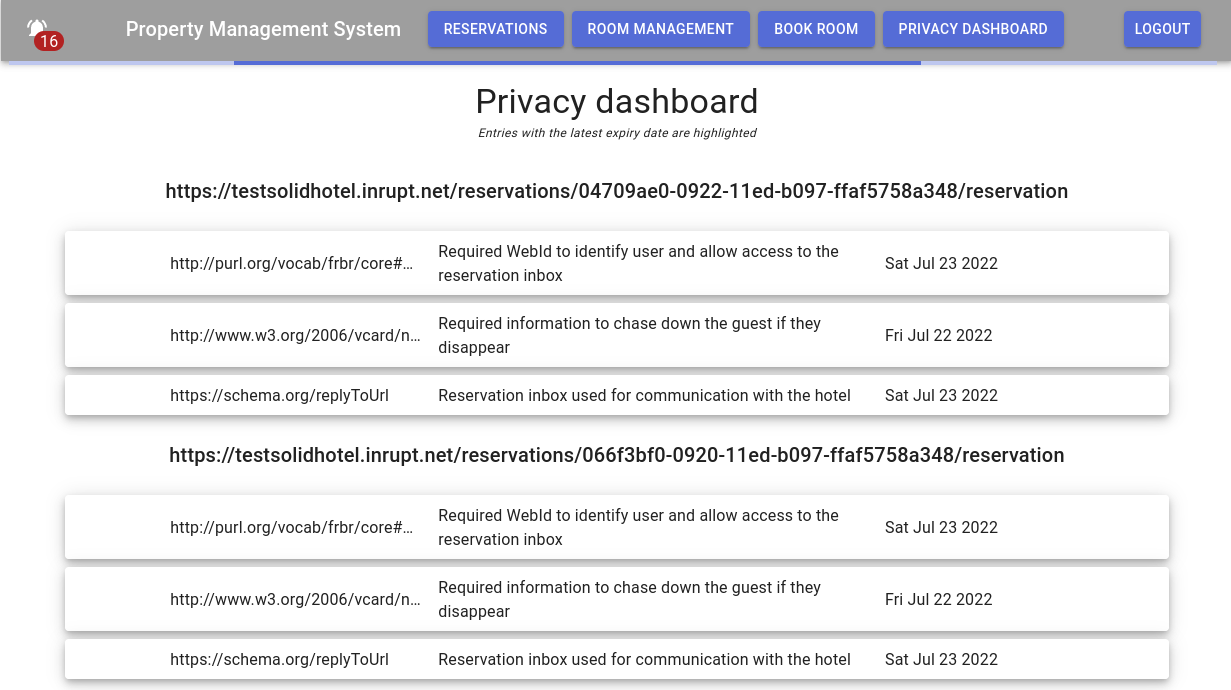 16
Property Management System
RESERVATIONS
ROOM MANAGEMENT
BOOK ROOM
PRIVACY DASHBOARD
LOGOUT
Privacy dashboard
Entries with the latest expiry date are highlighted
https://testsolidhotel.inrupt.net/reservations/04709ae0-0922-11ed-b097-ffaf5758a348/reservation
http://purl.org/vocab/frbr/core#…
Required WebId to identify user and allow access to the
reservation inbox
Sat Jul 23 2022
http://www.w3.org/2006/vcard/n…
Required information to chase down the guest if they
disappear
Fri Jul 22 2022
https://schema.org/replyToUrl
Reservation inbox used for communication with the hotel
Sat Jul 23 2022
https://testsolidhotel.inrupt.net/reservations/066f3bf0-0920-11ed-b097-ffaf5758a348/reservation
http://purl.org/vocab/frbr/core#…
Required WebId to identify user and allow access to the
reservation inbox
Sat Jul 23 2022
http://www.w3.org/2006/vcard/n…
Required information to chase down the guest if they
disappear
Fri Jul 22 2022
https://schema.org/replyToUrl
Reservation inbox used for communication with the hotel
Sat Jul 23 2022